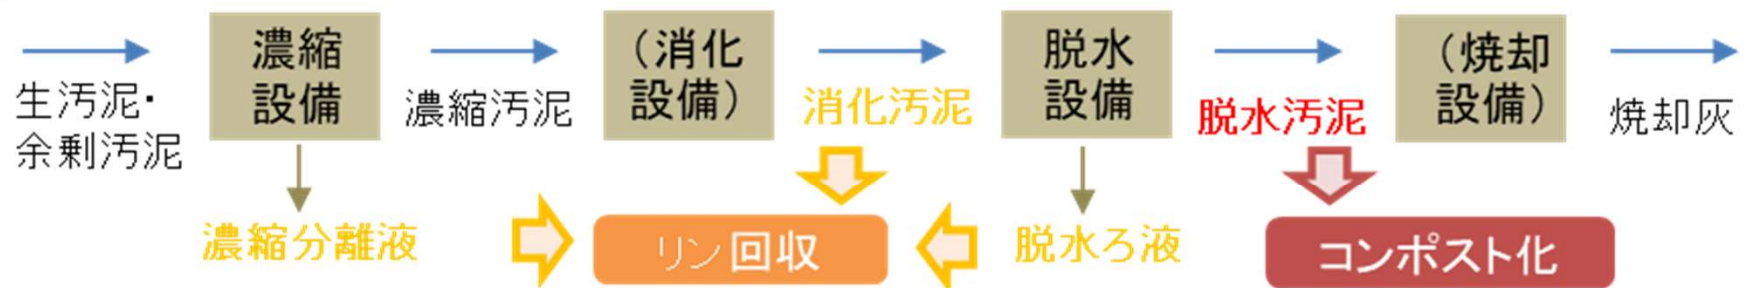 濃縮
設備
(消化
設備)
脱水
設備
(焼却
設備)
生汚泥・
余剰汚泥
濃縮汚泥
消化汚泥
脱水汚泥
焼却灰
濃縮分離液
リン回収
脱水ろ液
コンポスト化